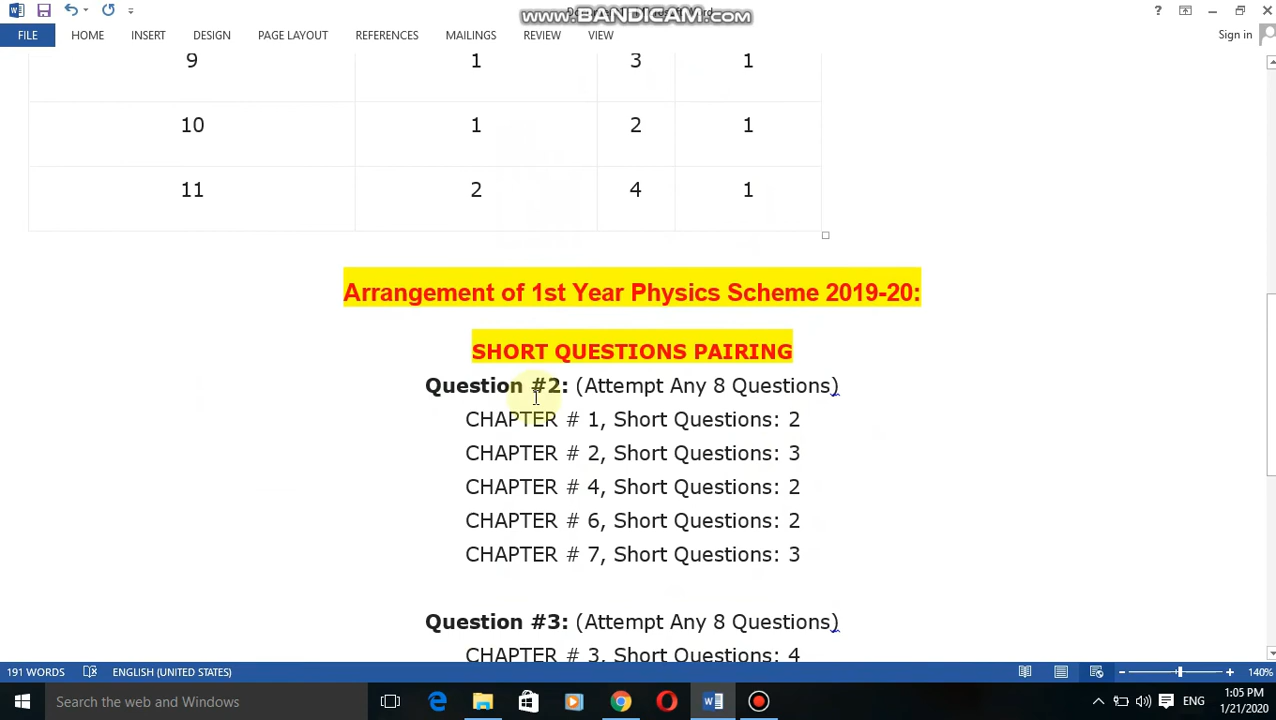 www.BANDICAM.com
?
FILE HOME INSERT DESIGN PAGE LAYOUT REFERENCES MAILINGS REVIEW VIEW Sign in
9 1 3 1
10 1 2 1
11 2 4 1
Arrangement of 1st Year Physics Scheme 2019-20:
SHORT QUESTIONS PAIRING
Question #2: (Attempt Any 8 Questions)
CHAPTER # 1, Short Questions: 2
CHAPTER # 2, Short Questions: 3
CHAPTER # 4, Short Questions: 2
CHAPTER # 6, Short Questions: 2
CHAPTER # 7, Short Questions: 3
Question #3: (Attempt Any 8 Questions)
CHAPTER # 3, Short Questions: 4
191 WORDS ENGLISH (UNITED STATES) 140%
Search the web and Windows
ENG
1:05 PM
1/21/2020